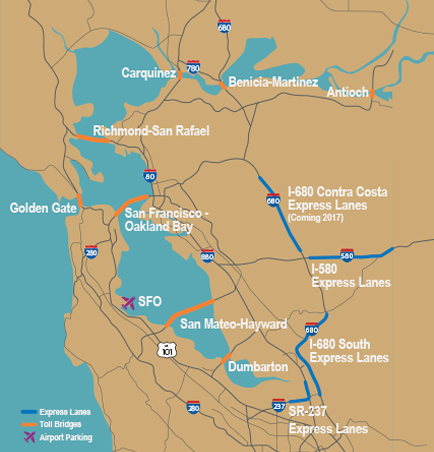 680
Carquinez
780
Benicia-Martinez
Antioch
Richmond-San Rafael
80
680
I-680 Contra Costa
Express Lanes
(Coming 2017)
Golden Gate
San Francisco -
Oakland Bay
280
880
580
I-580
Express Lanes
SFO
San Mateo-Hayward
680
I-680 South
Express Lanes
101
Dumbarton
280
237
SR-237
Express Lanes
Express Lanes
Toll Bridges
Airport Parking